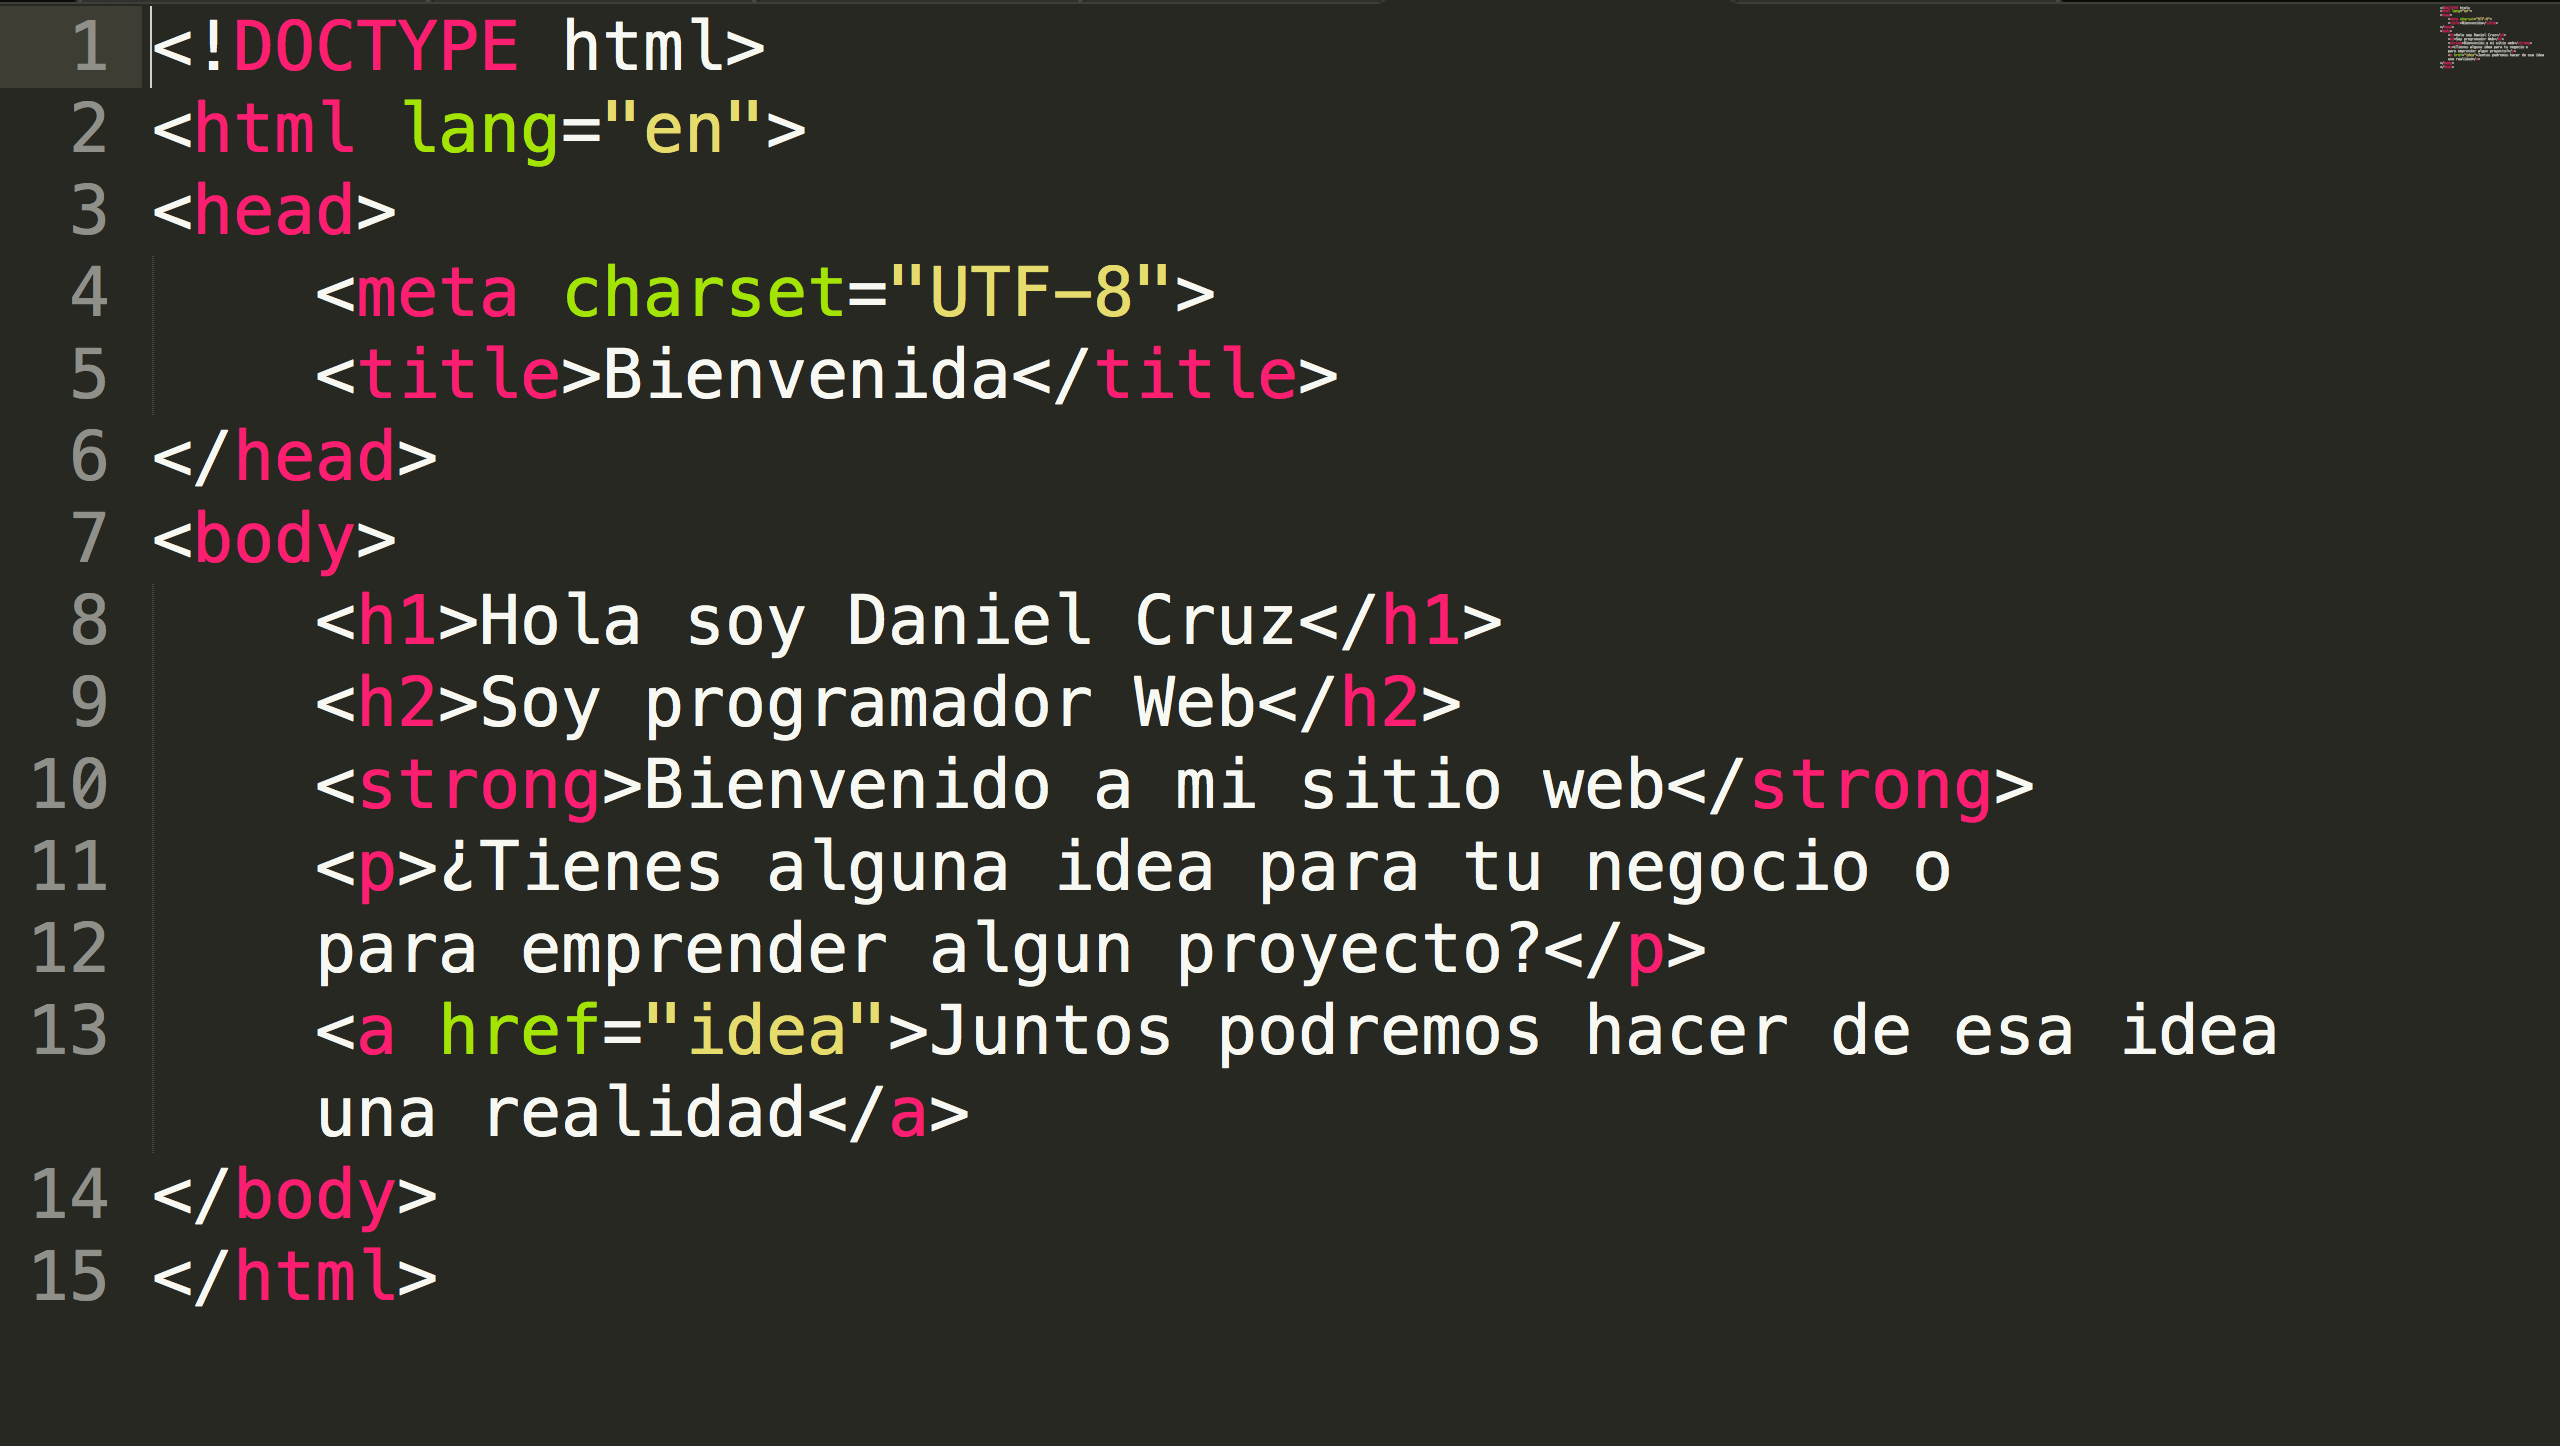 1 <!DOCTYPE html>
2 <html lang="en">
3 <head>
4     <meta charset="UTF-8">
5     <title>Bienvenida</title>
6 </head>
7 <body>
8     <h1>Hola soy Daniel Cruz</h1>
9     <h2>Soy programador Web</h2>
10     <strong>Bienvenido a mi sitio web</strong>
11     <p>¿Tienes alguna idea para tu negocio o
12     para emprender algun proyecto?</p>
13     <a href="idea">Juntos podremos hacer de esa idea
    una realidad</a>
14 </body>
15 </html>